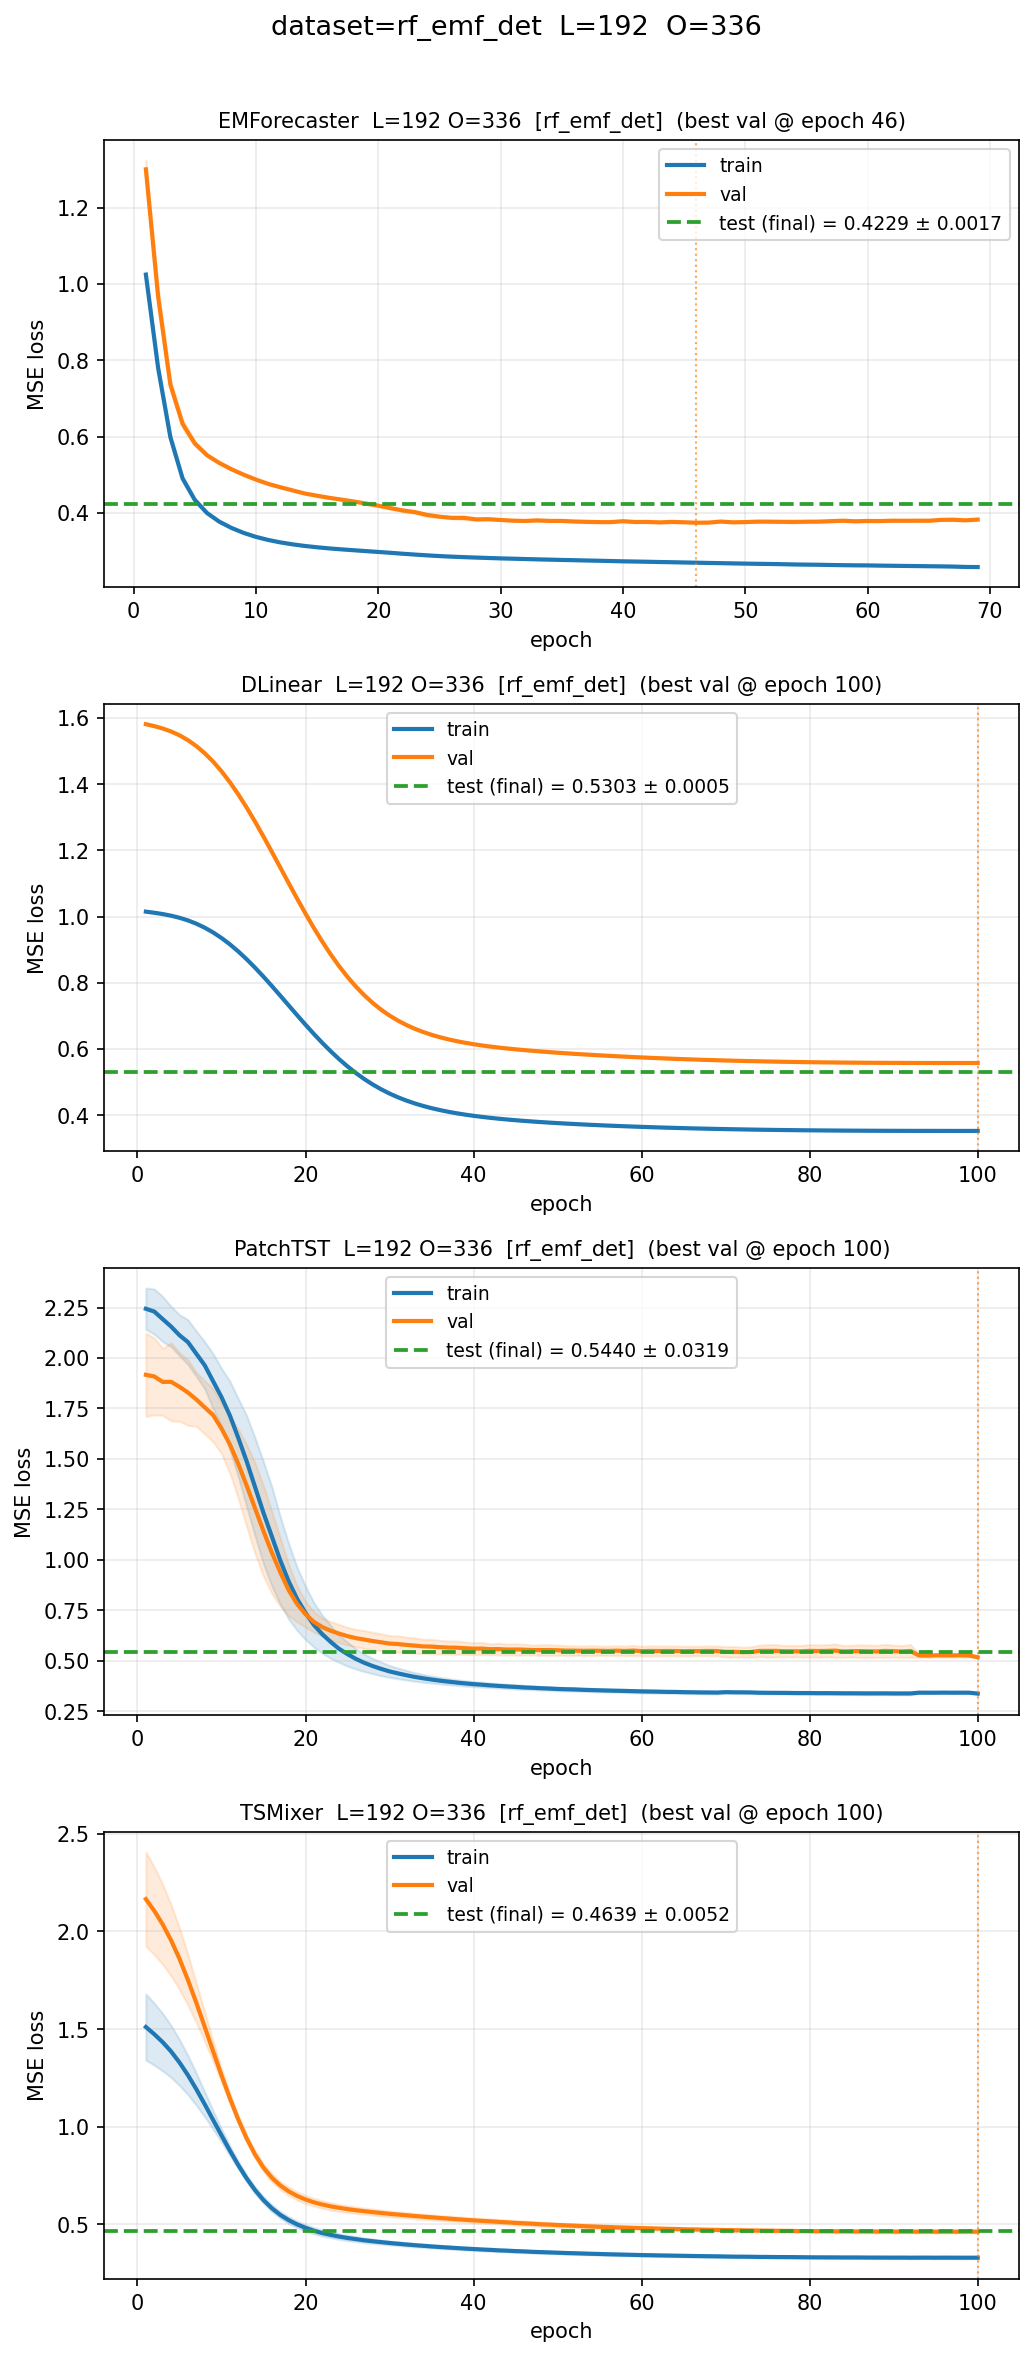 dataset=rf_emf_det  L=192  O=336
EMForecaster  L=192 O=336  [rf_emf_det]  (best val @ epoch 46)
train
val
test (final) = 0.4229 ± 0.0017
MSE loss
1.2
1.0
0.8
0.6
0.4
0 10 20 30 40 50 60 70
epoch
DLinear  L=192 O=336  [rf_emf_det]  (best val @ epoch 100)
train
val
test (final) = 0.5303 ± 0.0005
MSE loss
1.6
1.4
1.2
1.0
0.8
0.6
0.4
0 20 40 60 80 100
epoch
PatchTST  L=192 O=336  [rf_emf_det]  (best val @ epoch 100)
train
val
test (final) = 0.5440 ± 0.0319
MSE loss
2.25
2.00
1.75
1.50
1.25
1.00
0.75
0.50
0.25
0 20 40 60 80 100
epoch
TSMixer  L=192 O=336  [rf_emf_det]  (best val @ epoch 100)
train
val
test (final) = 0.4639 ± 0.0052
MSE loss
2.5
2.0
1.5
1.0
0.5
0 20 40 60 80 100
epoch